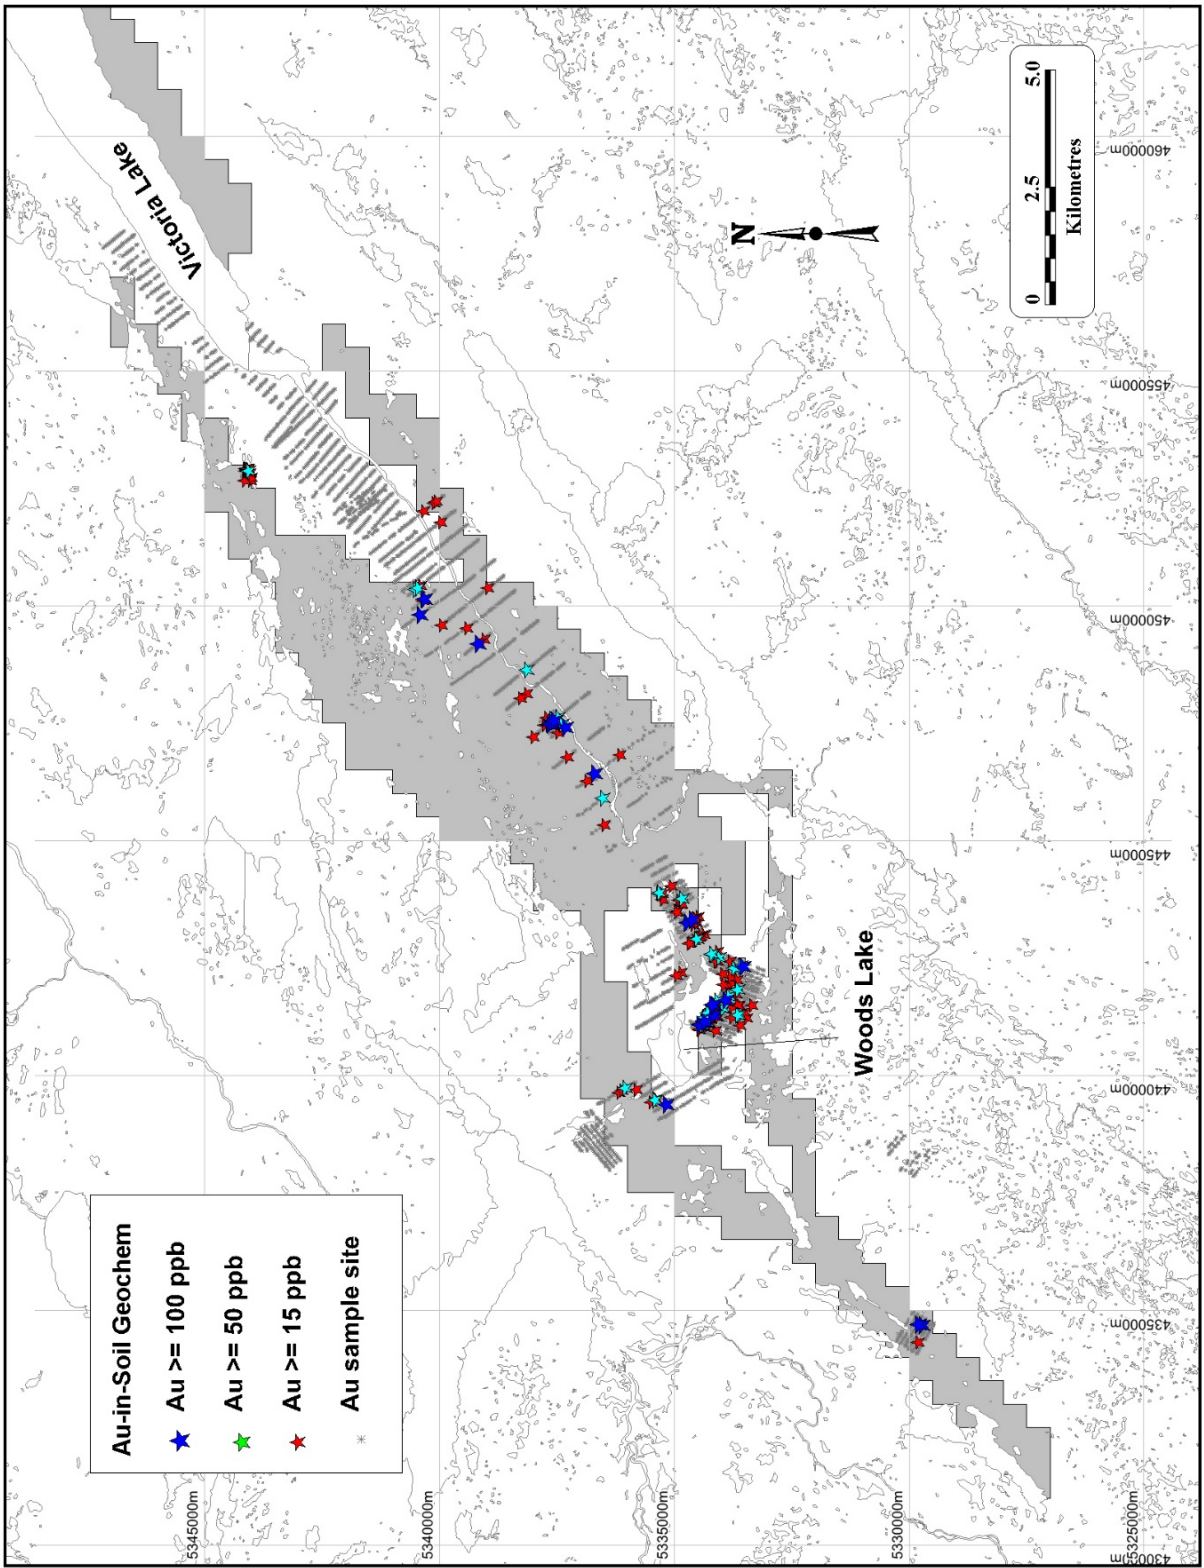 Victoria Lake
N
0 2.5 5.0
Kilometres
Woods Lake
Au-in-Soil Geochem
Au >= 100 ppb
Au >= 50 ppb
Au >= 15 ppb
Au sample site
5345000m
5340000m
5335000m
5330000m
5325000m
430000m
435000m
440000m
445000m
450000m
455000m
460000m